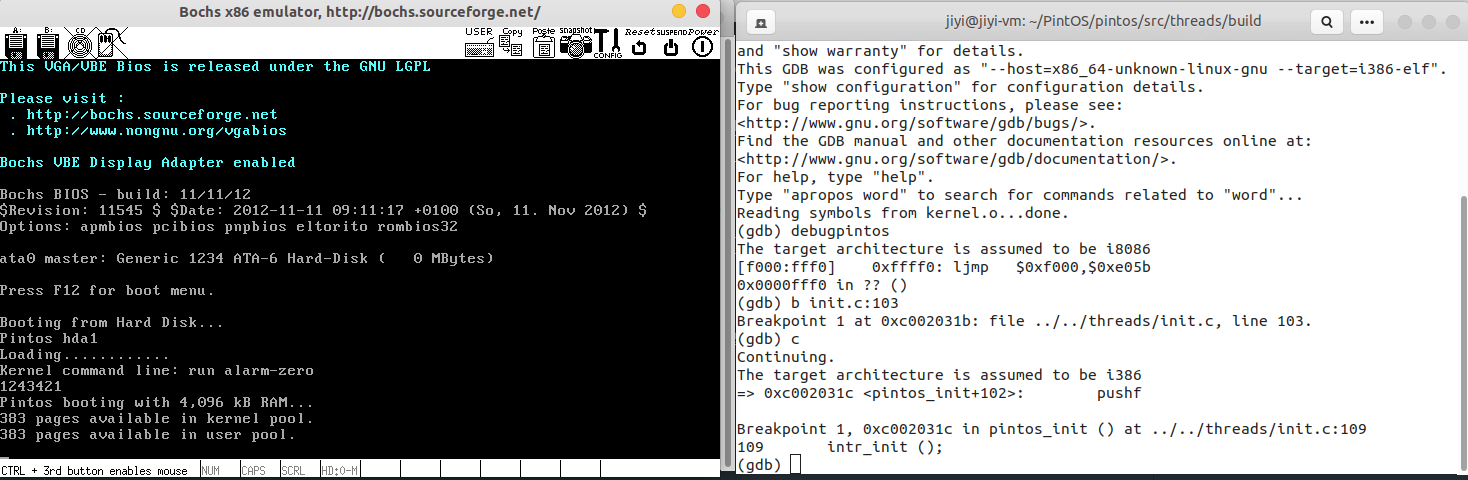 Bochs x86 emulator, http://bochs.sourceforge.net/
A:
B:
CD
USER
Copy
Paste
snapshot
CONFIG
Reset
SUSPEND
Power
This VGA/VBE Bios is released under the GNU LGPL
Please visit :
. http://bochs.sourceforge.net
. http://www.nongnu.org/vgabios
Bochs VBE Display Adapter enabled
Bochs BIOS - build: 11/11/12
$Revision: 11545 $ $Date: 2012-11-11 09:11:17 +0100 (So, 11. Nov 2012) $
Options: apmbios pcibios pnpbios eltorito rombios32
ata0 master: Generic 1234 ATA-6 Hard-Disk (   0 MBytes)
Press F12 for boot menu.
Booting from Hard Disk...
Pintos hda1
Loading............
Kernel command line: run alarm-zero
1243421
Pintos booting with 4,096 kB RAM...
383 pages available in kernel pool.
383 pages available in user pool.
CTRL + 3rd button enables mouse
NUM
CAPS
SCRL
HD:0-M
jiyi@jiyi-vm: ~/PintOS/pintos/src/threads/build
and "show warranty" for details.
This GDB was configured as "--host=x86_64-unknown-linux-gnu --target=i386-elf".
Type "show configuration" for configuration details.
For bug reporting instructions, please see:
<http://www.gnu.org/software/gdb/bugs/>.
Find the GDB manual and other documentation resources online at:
<http://www.gnu.org/software/gdb/documentation/>.
For help, type "help".
Type "apropos word" to search for commands related to "word"...
Reading symbols from kernel.o...done.
(gdb) debugpintos
The target architecture is assumed to be i8086
[f000:fff0]    0xffff0: ljmp   $0xf000,$0xe05b
0x0000fff0 in ?? ()
(gdb) b init.c:103
Breakpoint 1 at 0xc002031b: file ../../threads/init.c, line 103.
(gdb) c
Continuing.
The target architecture is assumed to be i386
=> 0xc002031c <pintos_init+102>:        pushf
Breakpoint 1, 0xc002031c in pintos_init () at ../../threads/init.c:109
109       intr_init ();
(gdb)